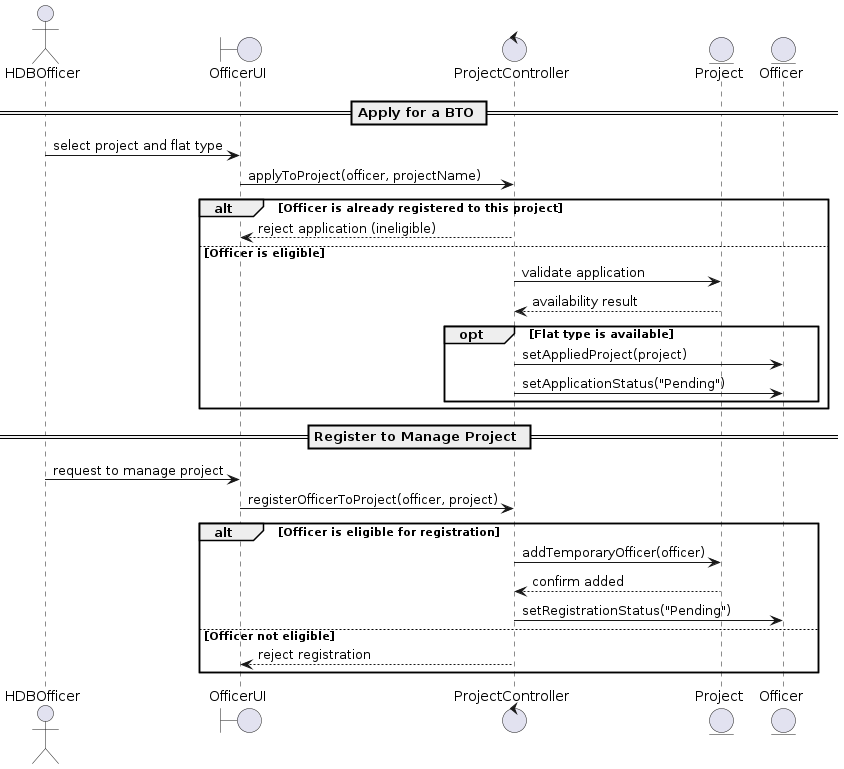 HDBOfficer
OfficerUI
ProjectController
Project
Officer
Apply for a BTO
select project and flat type
applyToProject(officer, projectName)
alt
[Officer is already registered to this project]
reject application (ineligible)
[Officer is eligible]
validate application
availability result
opt
[Flat type is available]
setAppliedProject(project)
setApplicationStatus("Pending")
Register to Manage Project
request to manage project
registerOfficerToProject(officer, project)
alt
[Officer is eligible for registration]
addTemporaryOfficer(officer)
confirm added
setRegistrationStatus("Pending")
[Officer not eligible]
reject registration
HDBOfficer
OfficerUI
ProjectController
Project
Officer